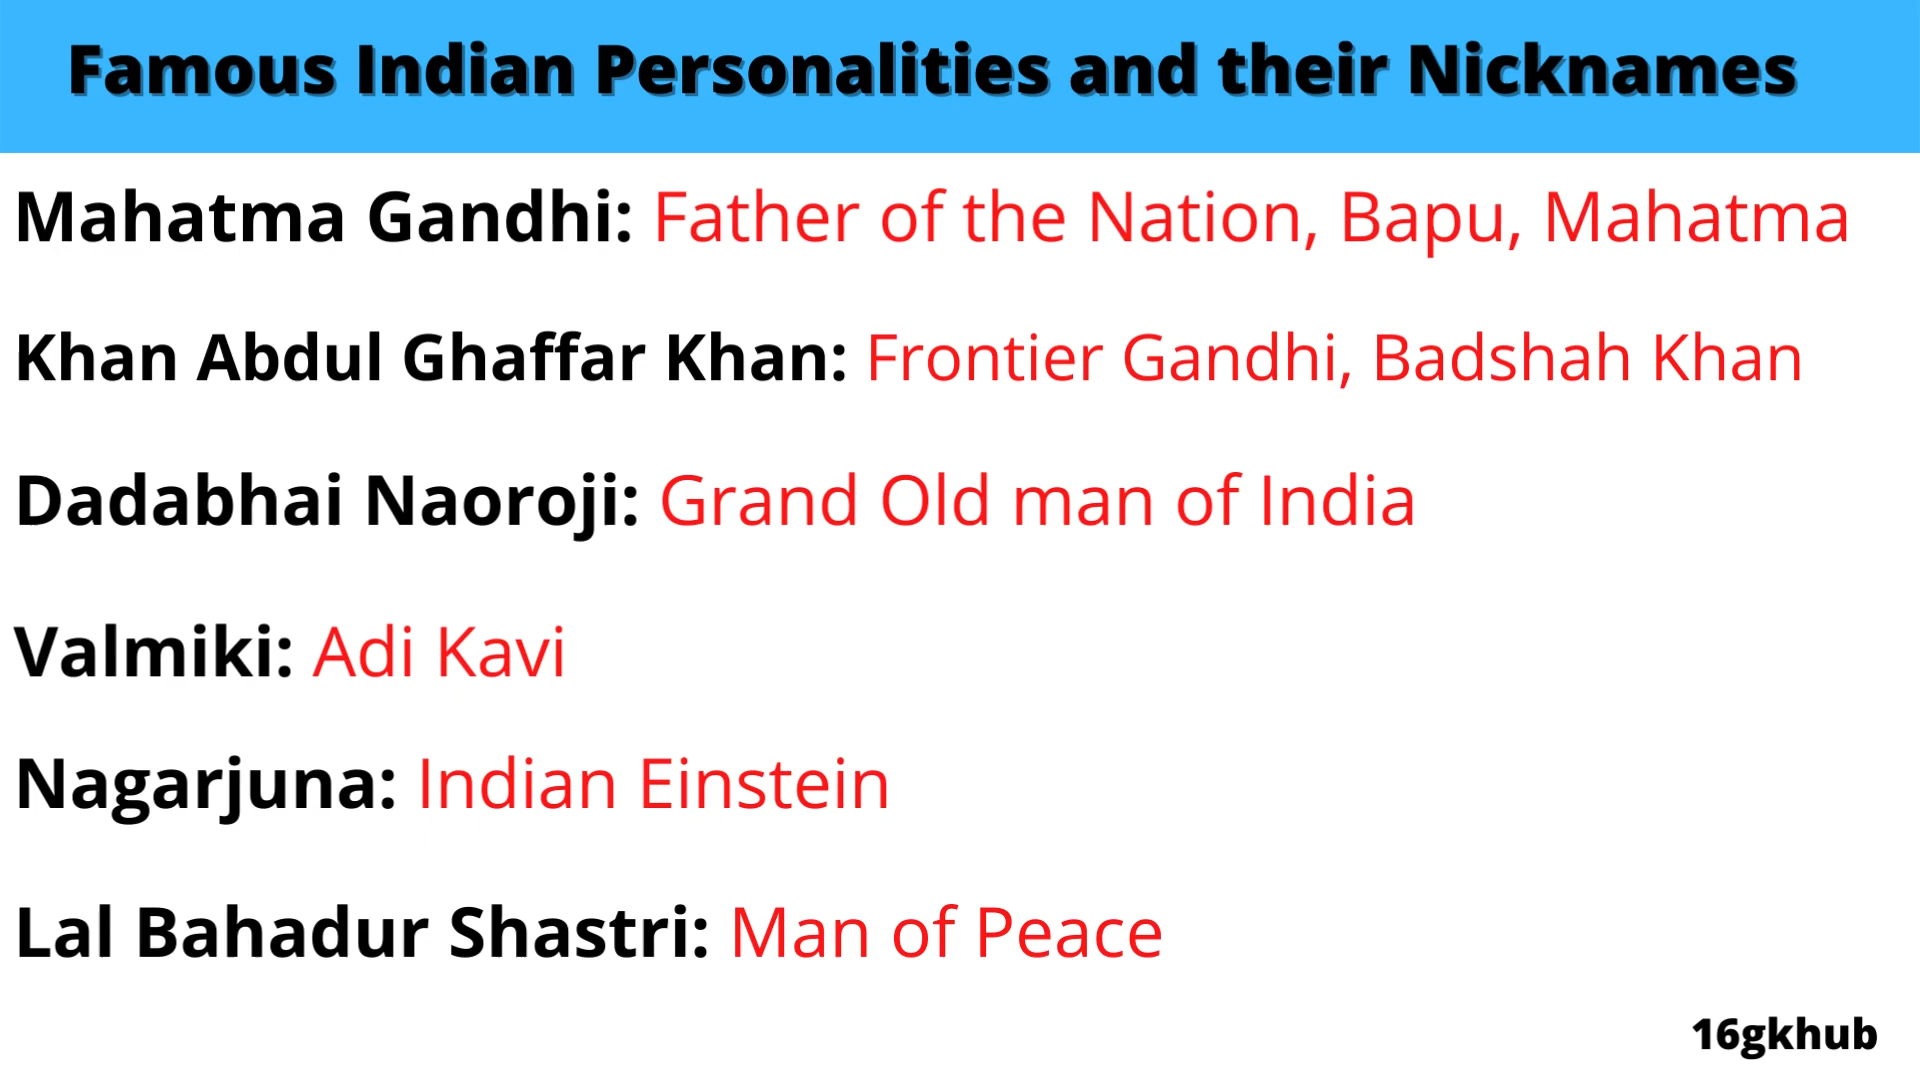 Famous Indian Personalities and their Nicknames
Mahatma Gandhi: Father of the Nation, Bapu, Mahatma
Khan Abdul Ghaffar Khan: Frontier Gandhi, Badshah Khan
Dadabhai Naoroji: Grand Old man of India
Valmiki: Adi Kavi
Nagarjuna: Indian Einstein
Lal Bahadur Shastri: Man of Peace
16gkhub